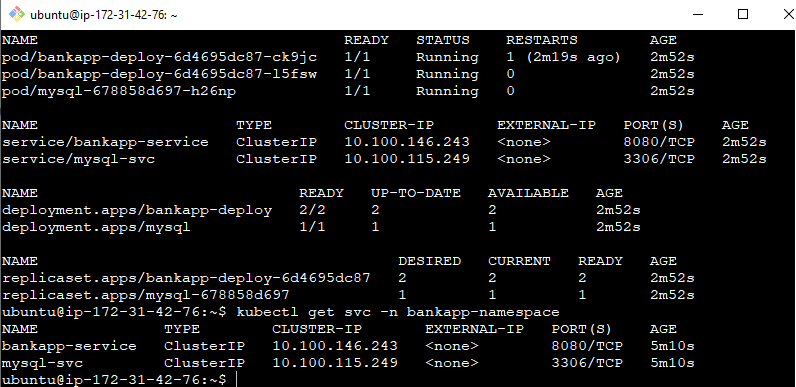 ubuntu@ip-172-31-42-76: ~
NAME READY STATUS RESTARTS AGE
pod/bankapp-deploy-6d4695dc87-ck9jc 1/1 Running 1 (2m19s ago) 2m52s
pod/bankapp-deploy-6d4695dc87-l5fsw 1/1 Running 0 2m52s
pod/mysql-678858d697-h26np 1/1 Running 0 2m52s
NAME TYPE CLUSTER-IP EXTERNAL-IP PORT(S) AGE
service/bankapp-service ClusterIP 10.100.146.243 <none> 8080/TCP 2m52s
service/mysql-svc ClusterIP 10.100.115.249 <none> 3306/TCP 2m52s
NAME READY UP-TO-DATE AVAILABLE AGE
deployment.apps/bankapp-deploy 2/2 2 2 2m52s
deployment.apps/mysql 1/1 1 1 2m52s
NAME DESIRED CURRENT READY AGE
replicaset.apps/bankapp-deploy-6d4695dc87 2 2 2 2m52s
replicaset.apps/mysql-678858d697 1 1 1 2m52s
ubuntu@ip-172-31-42-76:~$ kubectl get svc -n bankapp-namespace
NAME TYPE CLUSTER-IP EXTERNAL-IP PORT(S) AGE
bankapp-service ClusterIP 10.100.146.243 <none> 8080/TCP 5m10s
mysql-svc ClusterIP 10.100.115.249 <none> 3306/TCP 5m10s
ubuntu@ip-172-31-42-76:~$